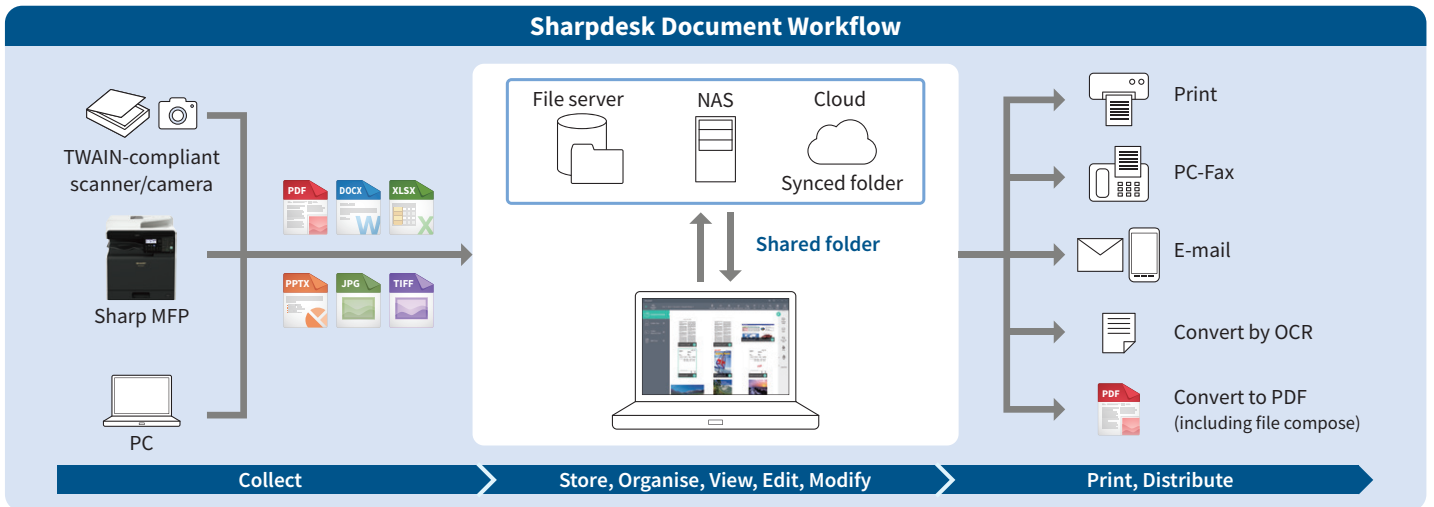 Sharpdesk Document Workflow
TWAIN-compliant
scanner/camera
Sharp MFP
PC
PDF
DOCX
XLSX
W
X
PPTX
JPG
TIFF
File server
NAS
Cloud
Synced folder
Shared folder
Print
PC-Fax
E-mail
Convert by OCR
PDF
Convert to PDF
(including file compose)
Collect
Store, Organise, View, Edit, Modify
Print, Distribute